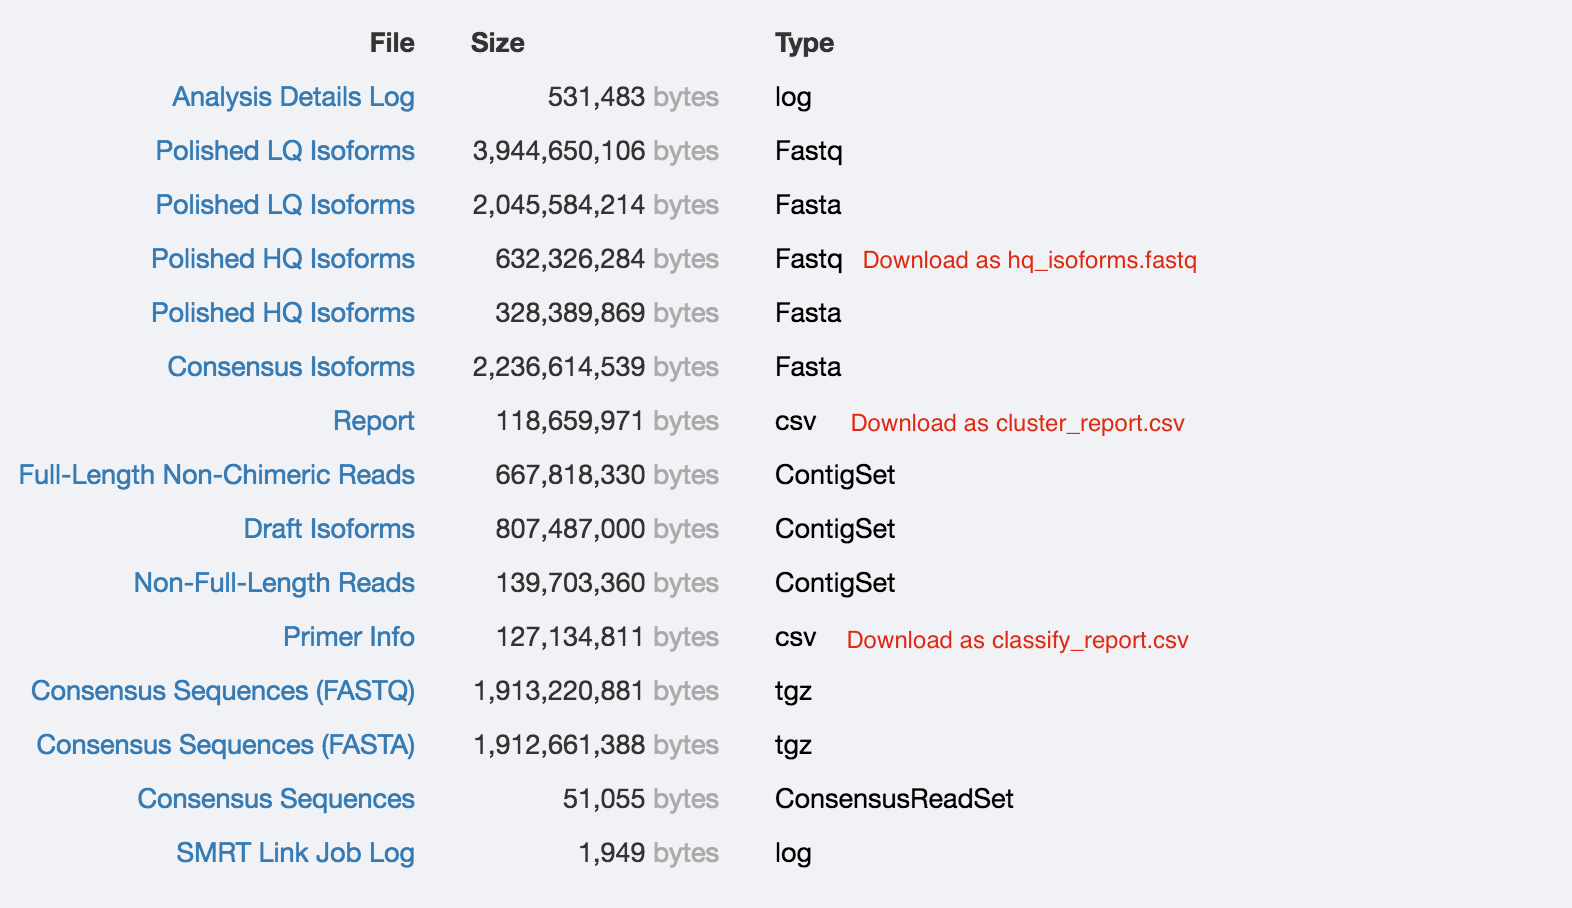 File Size Type
Analysis Details Log 531,483 bytes log
Polished LQ Isoforms 3,944,650,106 bytes Fastq
Polished LQ Isoforms 2,045,584,214 bytes Fasta
Polished HQ Isoforms 632,326,284 bytes Fastq Download as hq_isoforms.fastq
Polished HQ Isoforms 328,389,869 bytes Fasta
Consensus Isoforms 2,236,614,539 bytes Fasta
Report 118,659,971 bytes csv Download as cluster_report.csv
Full-Length Non-Chimeric Reads 667,818,330 bytes ContigSet
Draft Isoforms 807,487,000 bytes ContigSet
Non-Full-Length Reads 139,703,360 bytes ContigSet
Primer Info 127,134,811 bytes csv Download as classify_report.csv
Consensus Sequences (FASTQ) 1,913,220,881 bytes tgz
Consensus Sequences (FASTA) 1,912,661,388 bytes tgz
Consensus Sequences 51,055 bytes ConsensusReadSet
SMRT Link Job Log 1,949 bytes log